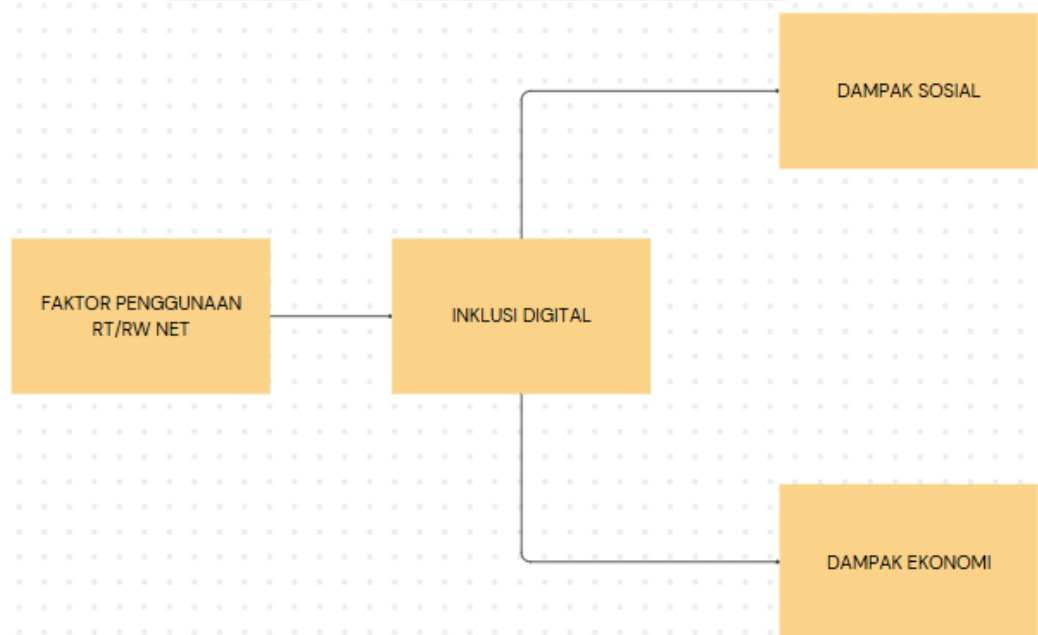 DAMPAK SOSIAL
FAKTOR PENGGUNAAN
RT/RW NET
INKLUSI DIGITAL
DAMPAK EKONOMI